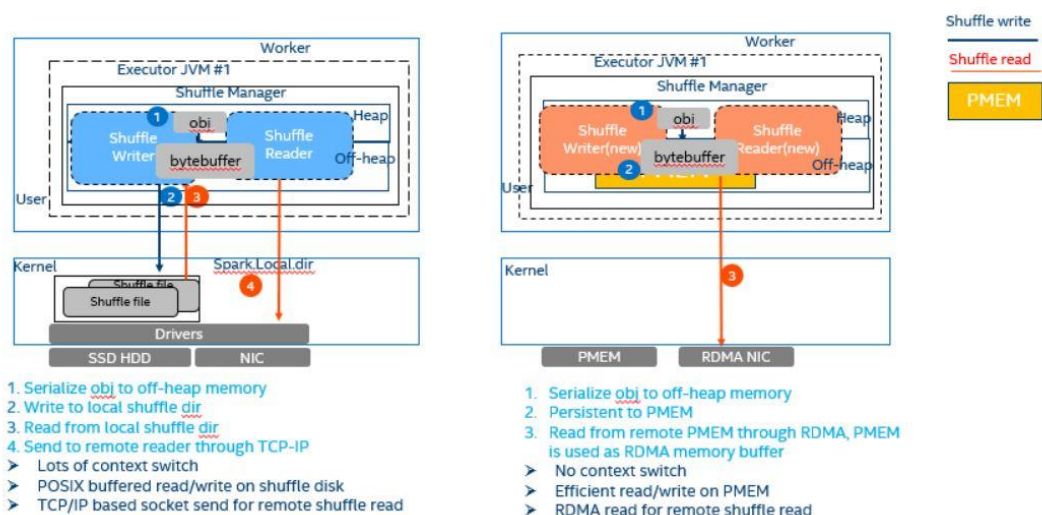 Shuffle write
Shuffle read
PMEM
Worker
Executor JVM #1
Shuffle Manager
Heap
1
obj
Shuffle
Writer
Shuffle
Reader
bytebuffer
Off-heap
User
2
3
Kernel
Spark.Local.dir
4
Shuffle file
Shuffle file
Drivers
SSD HDD
NIC
1. Serialize obj to off-heap memory
2. Write to local shuffle dir
3. Read from local shuffle dir
4. Send to remote reader through TCP-IP
➤ Lots of context switch
➤ POSIX buffered read/write on shuffle disk
➤ TCP/IP based socket send for remote shuffle read
Worker
Executor JVM #1
Shuffle Manager
Heap
1
obj
Shuffle
Writer(new)
Shuffle
Reader(new)
bytebuffer
Off-heap
2
User
Kernel
3
PMEM
RDMA NIC
1. Serialize obj to off-heap memory
2. Persistent to PMEM
3. Read from remote PMEM through RDMA, PMEM
is used as RDMA memory buffer
➤ No context switch
➤ Efficient read/write on PMEM
➤ RDMA read for remote shuffle read